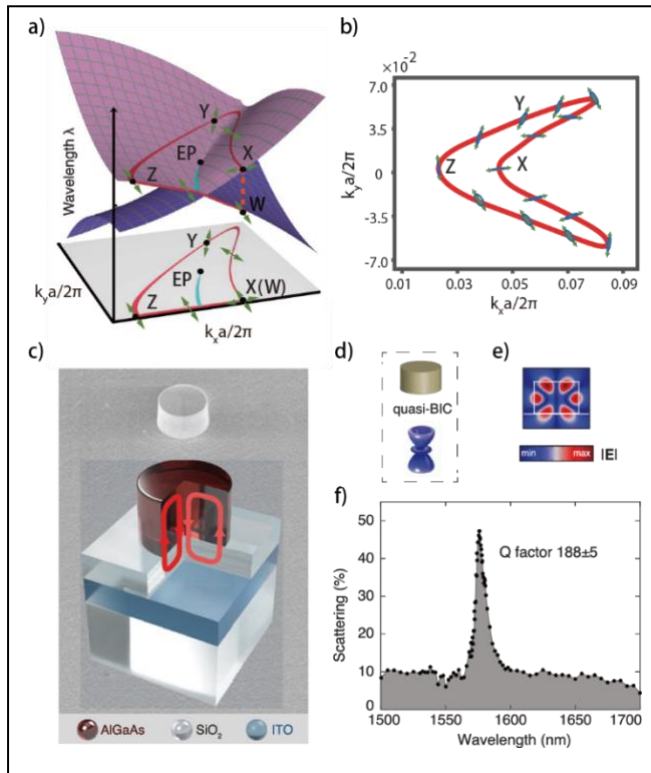 a)
Wavelength λ
Y
EP
X
Z
W
Y
EP
Z
X(W)
kᵧa/2π
kₓa/2π
b)
×10⁻²
7.0
3.5
0
-3.5
-7.0
kᵧa/2π
Y
Z
X
0.01 0.03 0.05 0.07 0.09
kₓa/2π
c)
AlGaAs SiO₂ ITO
d)
quasi-BIC
e)
min max |E|
f)
Scattering (%)
50
40
30
20
10
0
Q factor 188±5
1500 1550 1600 1650 1700
Wavelength (nm)